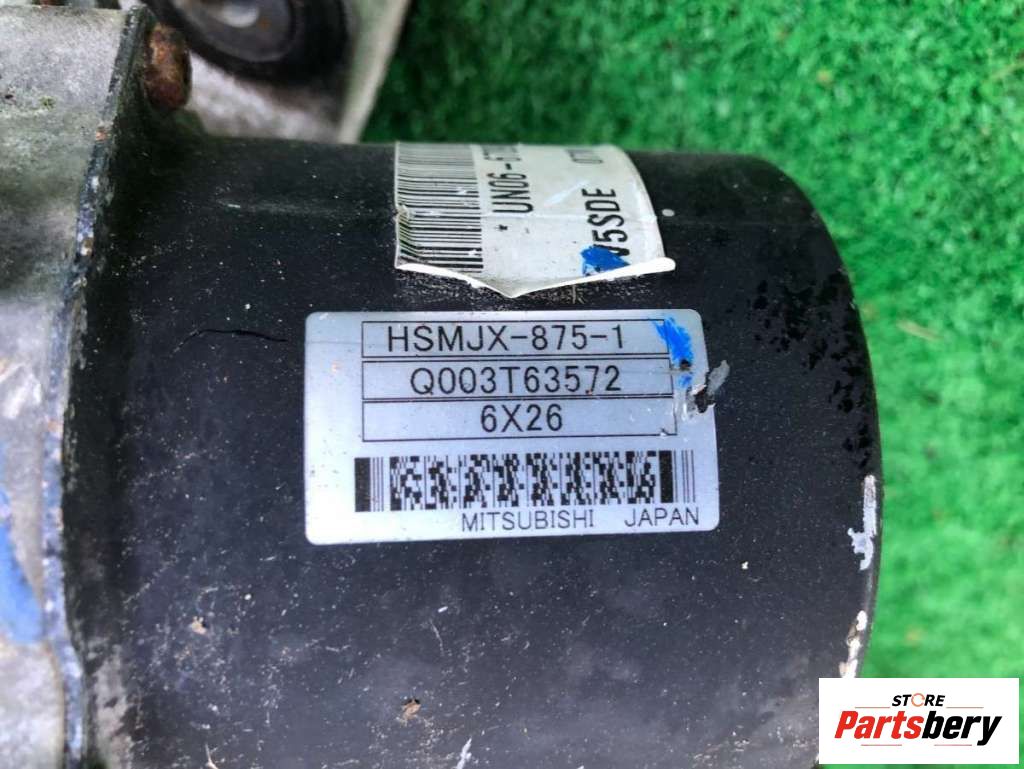 * UN06-
V5SDE
HSMJX-875-1
Q003T63572
6X26
MITSUBISHI JAPAN
STORE
Partsbery